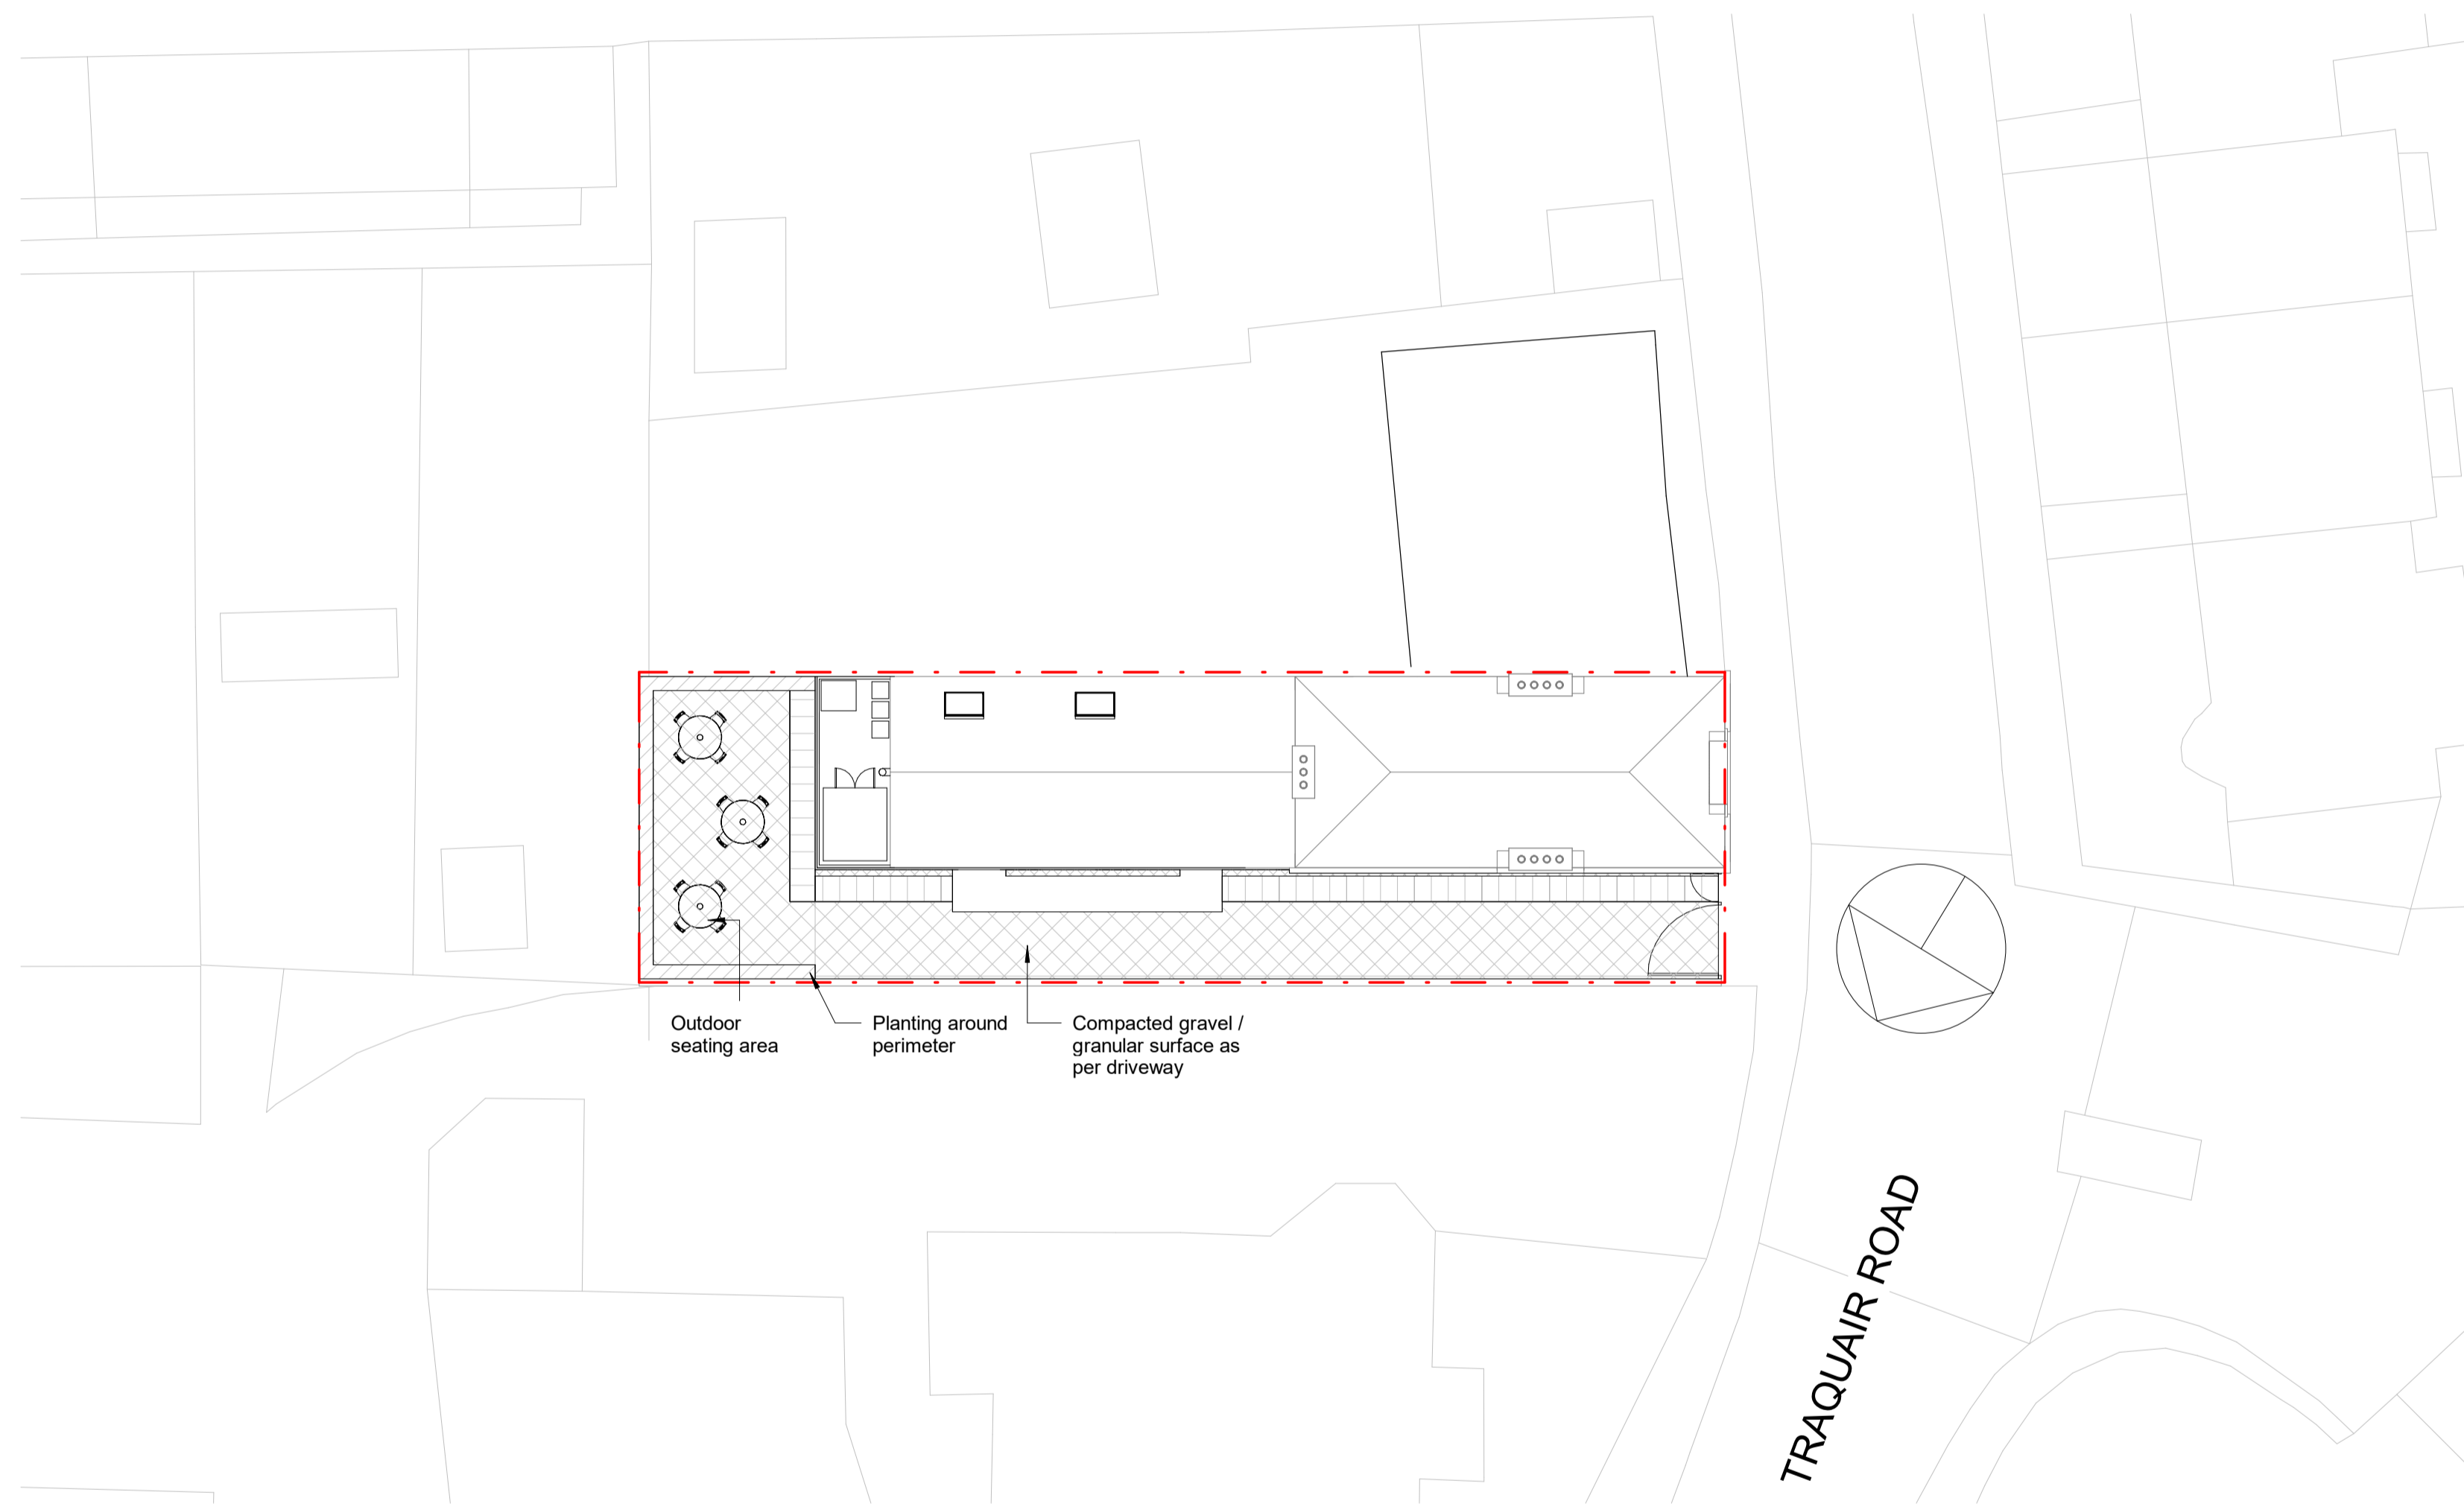 Outdoor
seating area
Planting around
perimeter
Compacted gravel /
granular surface as
per driveway
TRAQUAIR ROAD